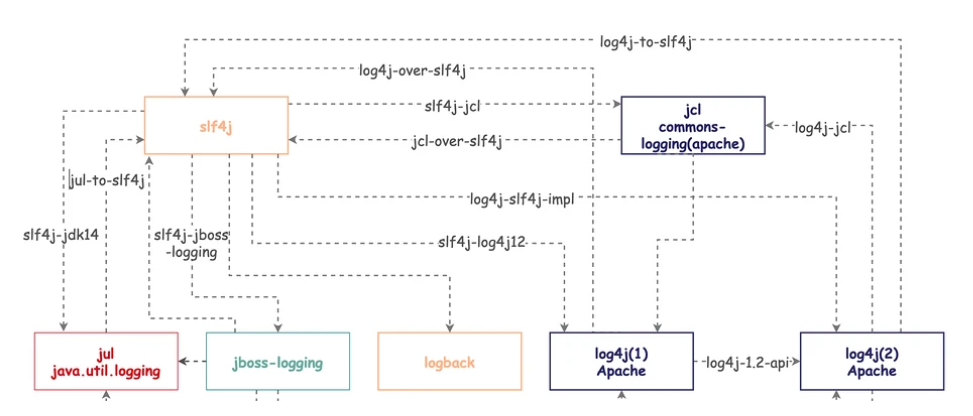 log4j-to-slf4j
log4j-over-slf4j
slf4j
slf4j-jcl
jcl
commons-
logging(apache)
jcl-over-slf4j
log4j-jcl
jul-to-slf4j
log4j-slf4j-impl
slf4j-jdk14
slf4j-jboss
-logging
slf4j-log4j12
jul
java.util.logging
jboss-logging
logback
log4j(1)
Apache
log4j-1.2-api
log4j(2)
Apache